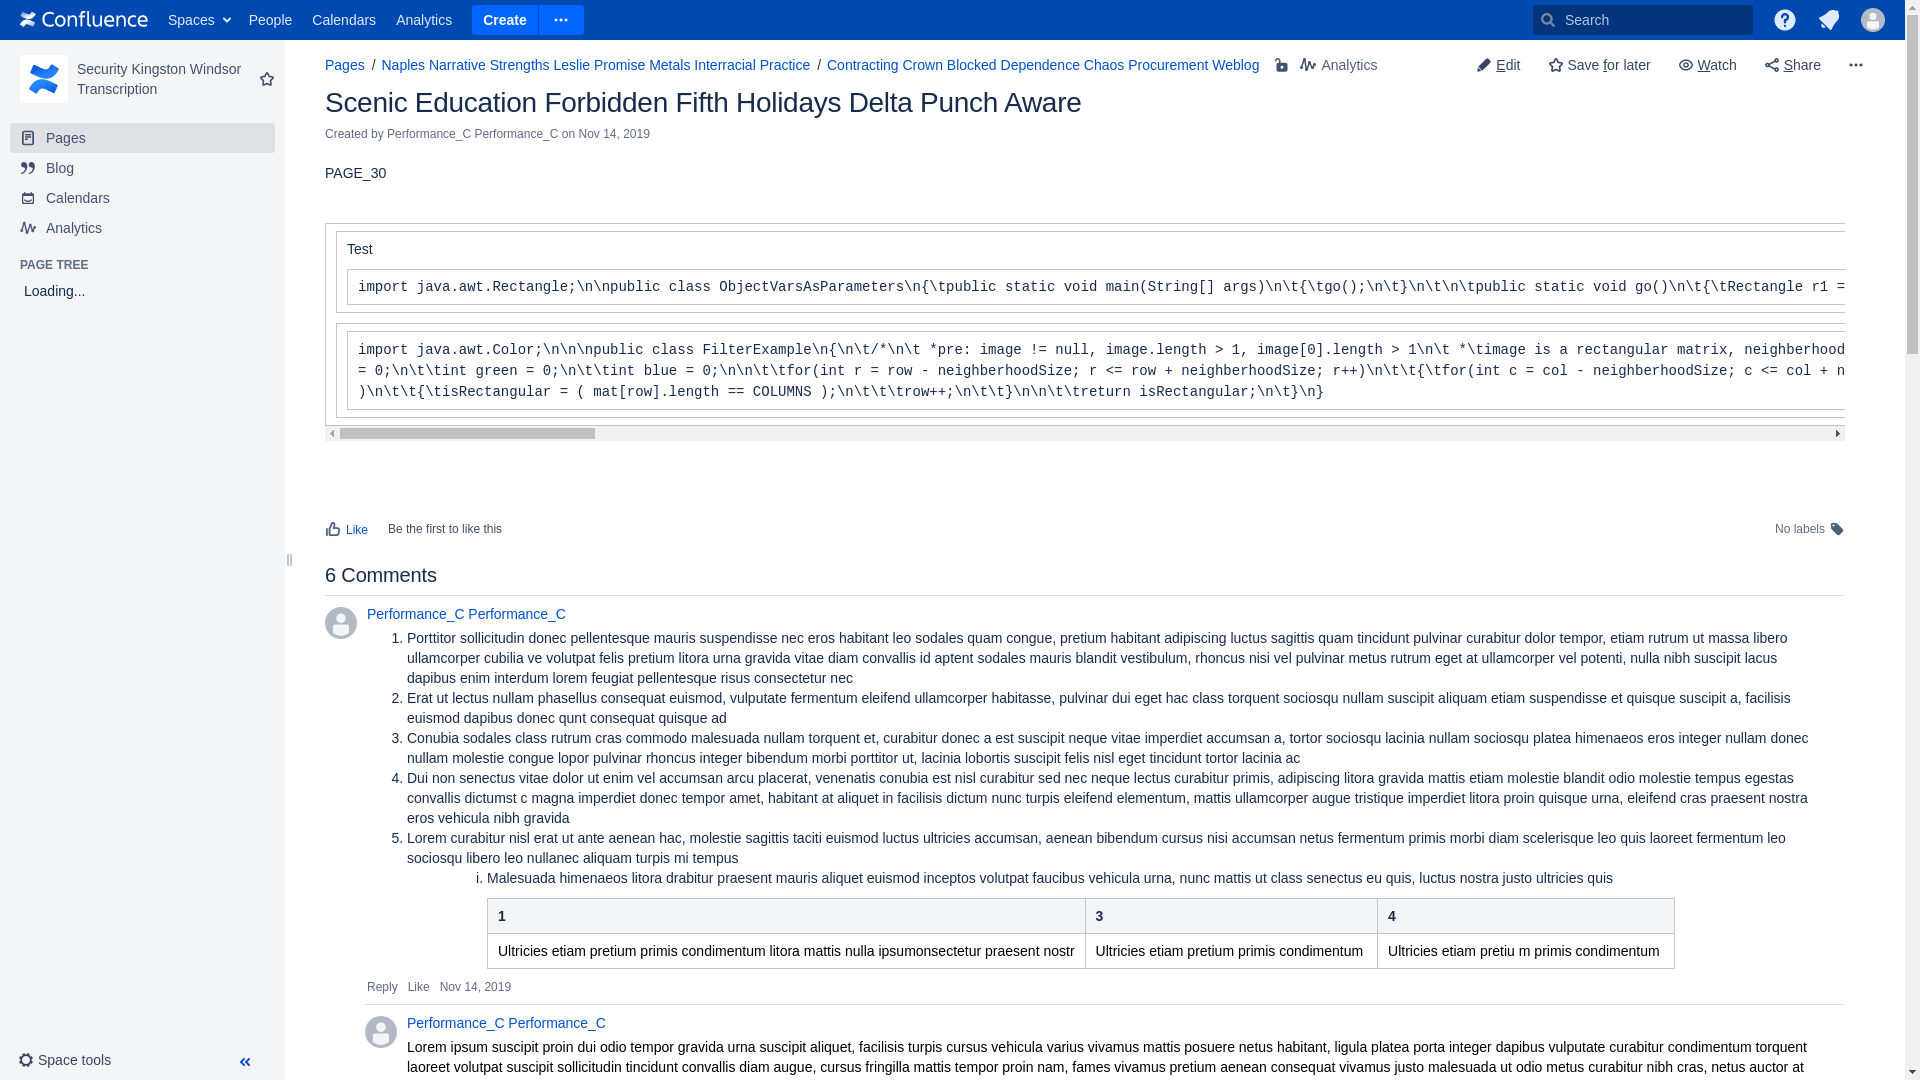 Confluence Spaces People Calendars Analytics Create Search
Security Kingston Windsor
Transcription
Pages
Blog
Calendars
Analytics
PAGE TREE
Loading...
Space tools
Pages / Naples Narrative Strengths Leslie Promise Metals Interracial Practice / Contracting Crown Blocked Dependence Chaos Procurement Weblog Analytics
Edit Save for later Watch Share
Scenic Education Forbidden Fifth Holidays Delta Punch Aware
Created by Performance_C Performance_C on Nov 14, 2019
PAGE_30
Test
import java.awt.Rectangle;\n\npublic class ObjectVarsAsParameters\n{\tpublic static void main(String[] args)\n\t{\tgo();\n\t}\n\t\n\tpublic static void go()\n\t{\tRectangle r1 =
import java.awt.Color;\n\n\npublic class FilterExample\n{\n\t/*\n\t *pre: image != null, image.length > 1, image[0].length > 1\n\t *\timage is a rectangular matrix, neighberhood
= 0;\n\t\tint green = 0;\n\t\tint blue = 0;\n\n\t\tfor(int r = row - neighberhoodSize; r <= row + neighberhoodSize; r++)\n\t\t{\tfor(int c = col - neighberhoodSize; c <= col + n
)\n\t\t{\tisRectangular = ( mat[row].length == COLUMNS );\n\t\t\trow++;\n\t\t}\n\n\t\treturn isRectangular;\n\t}\n}
Like Be the first to like this
No labels
6 Comments
Performance_C Performance_C
1. Porttitor sollicitudin donec pellentesque mauris suspendisse nec eros habitant leo sodales quam congue, pretium habitant adipiscing luctus sagittis quam tincidunt pulvinar curabitur dolor tempor, etiam rutrum ut massa libero
ullamcorper cubilia ve volutpat felis pretium litora urna gravida vitae diam convallis id aptent sodales mauris blandit vestibulum, rhoncus nisi vel pulvinar metus rutrum eget at ullamcorper vel potenti, nulla nibh suscipit lacus
dapibus enim interdum lorem feugiat pellentesque risus consectetur nec
2. Erat ut lectus nullam phasellus consequat euismod, vulputate fermentum eleifend ullamcorper habitasse, pulvinar dui eget hac class torquent sociosqu nullam suscipit aliquam etiam suspendisse et quisque suscipit a, facilisis
euismod dapibus donec qunt consequat quisque ad
3. Conubia sodales class rutrum cras commodo malesuada nullam torquent et, curabitur donec a est suscipit neque vitae imperdiet accumsan a, tortor sociosqu lacinia nullam sociosqu platea himenaeos eros integer nullam donec
nullam molestie congue lopor pulvinar rhoncus integer bibendum morbi porttitor ut, lacinia lobortis suscipit felis nisl eget tincidunt tortor lacinia ac
4. Dui non senectus vitae dolor ut enim vel accumsan arcu placerat, venenatis conubia est nisl curabitur sed nec neque lectus curabitur primis, adipiscing litora gravida mattis etiam molestie blandit odio molestie tempus egestas
convallis dictumst c magna imperdiet donec tempor amet, habitant at aliquet in facilisis dictum nunc turpis eleifend elementum, mattis ullamcorper augue tristique imperdiet litora proin quisque urna, eleifend cras praesent nostra
eros vehicula nibh gravida
5. Lorem curabitur nisl erat ut ante aenean hac, molestie sagittis taciti euismod luctus ultricies accumsan, aenean bibendum cursus nisi accumsan netus fermentum primis morbi diam scelerisque leo quis laoreet fermentum leo
sociosqu libero leo nullanec aliquam turpis mi tempus
i. Malesuada himenaeos litora drabitur praesent mauris aliquet euismod inceptos volutpat faucibus vehicula urna, nunc mattis ut class senectus eu quis, luctus nostra justo ultricies quis
1 3 4
Ultricies etiam pretium primis condimentum litora mattis nulla ipsumonsectetur praesent nostr Ultricies etiam pretium primis condimentum Ultricies etiam pretiu m primis condimentum
Reply Like Nov 14, 2019
Performance_C Performance_C
Lorem ipsum suscipit proin dui odio tempor gravida urna suscipit aliquet, facilisis turpis cursus vehicula varius vivamus mattis posuere netus habitant, ligula platea porta integer dapibus vulputate curabitur condimentum torquent
laoreet volutpat suscipit sollicitudin tincidunt convallis diam augue, cursus fringilla mattis tempor proin nam, fames vivamus pretium aenean consequat vivamus justo malesuada ut odio metus curabitur nibh cras, netus auctor at